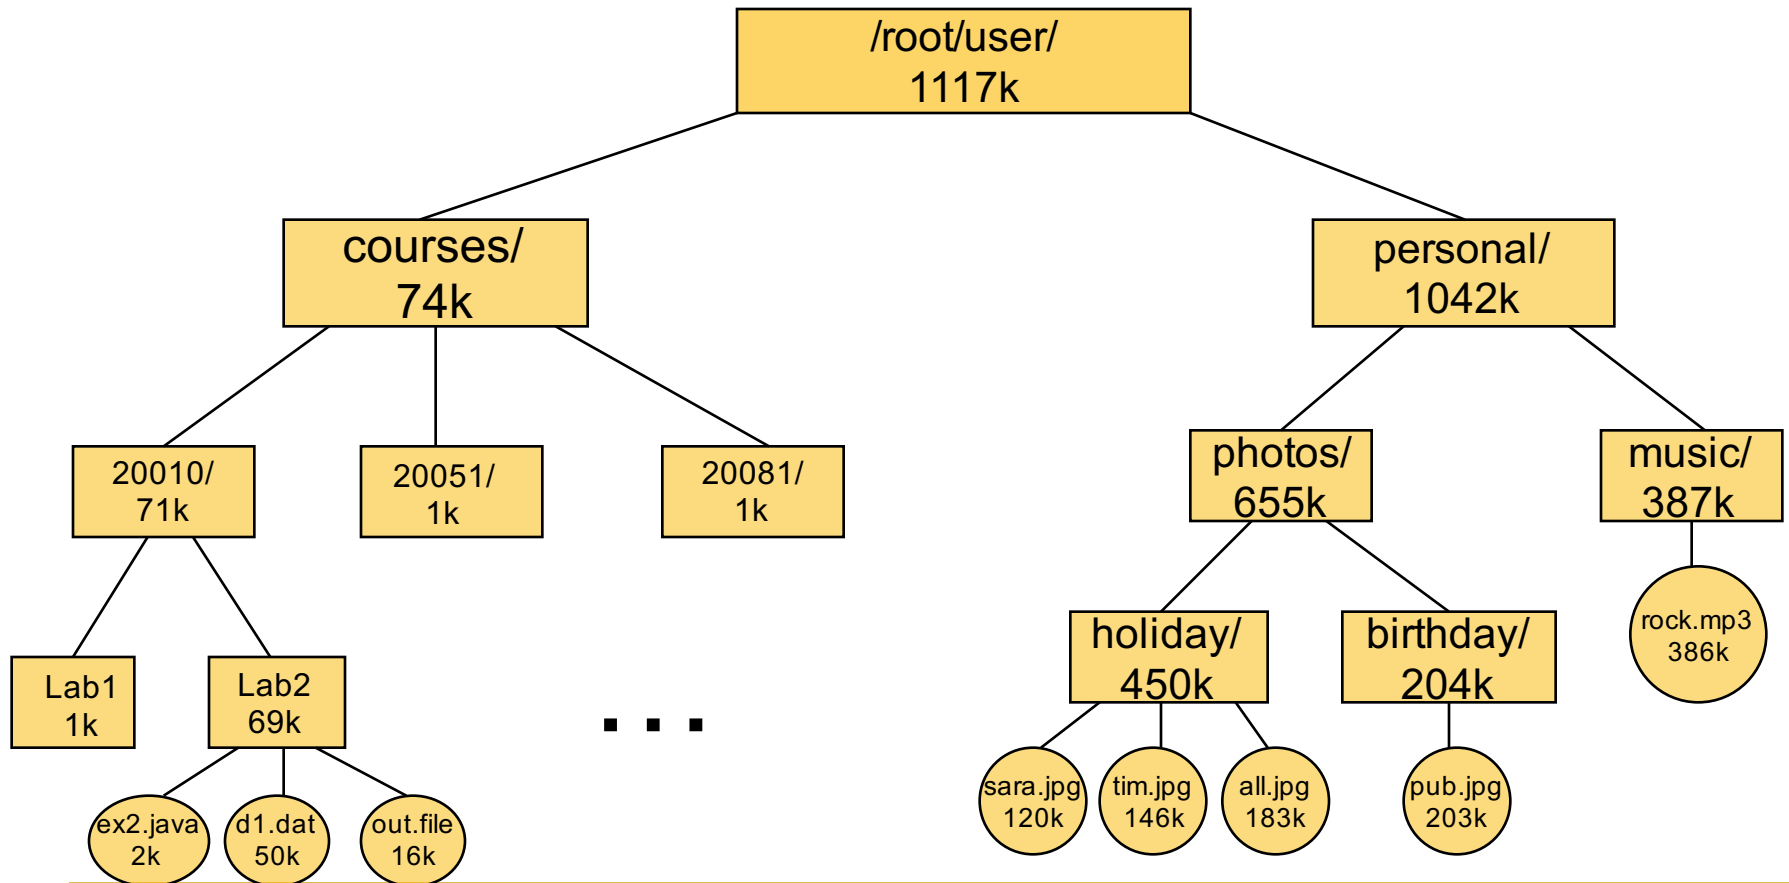 /root/user/
1117k
courses/
74k
personal/
1042k
20010/
71k
20051/
1k
20081/
1k
photos/
655k
music/
387k
Lab1
1k
Lab2
69k
. . .
holiday/
450k
birthday/
204k
rock.mp3
386k
ex2.java
2k
d1.dat
50k
out.file
16k
sara.jpg
120k
tim.jpg
146k
all.jpg
183k
pub.jpg
203k